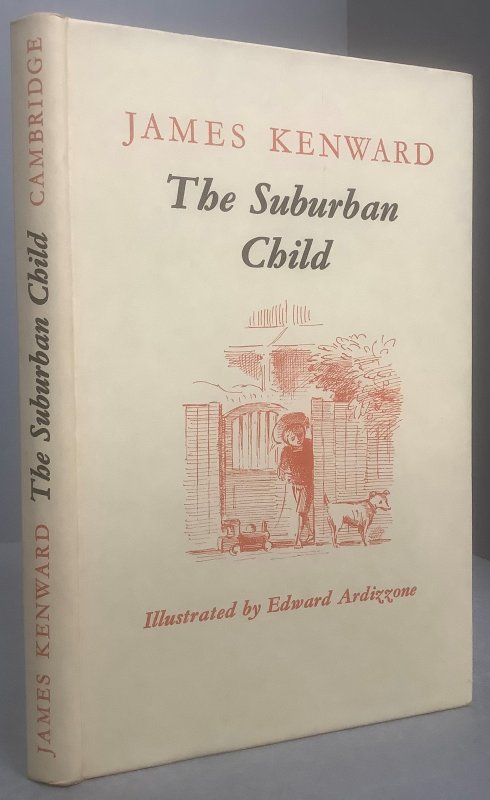 JAMES KENWARD The Suburban Child CAMBRIDGE
JAMES KENWARD
The Suburban
Child
Illustrated by Edward Ardizzone